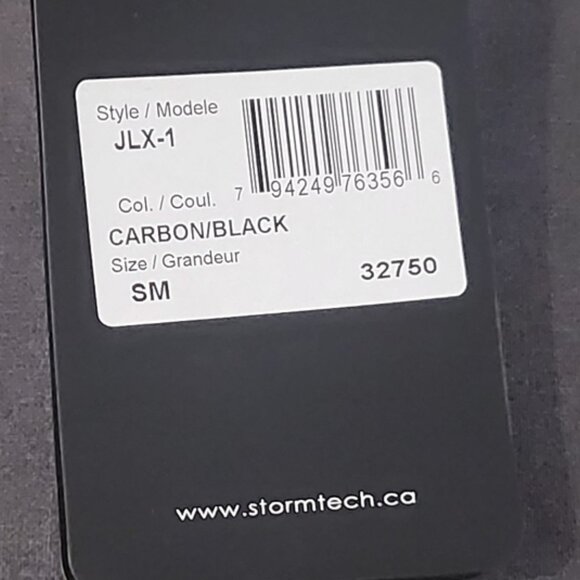 Style / Modele
JLX-1
7 94249 76356 6
Col. / Coul.
CARBON/BLACK
Size / Grandeur
SM
32750
www.stormtech.ca